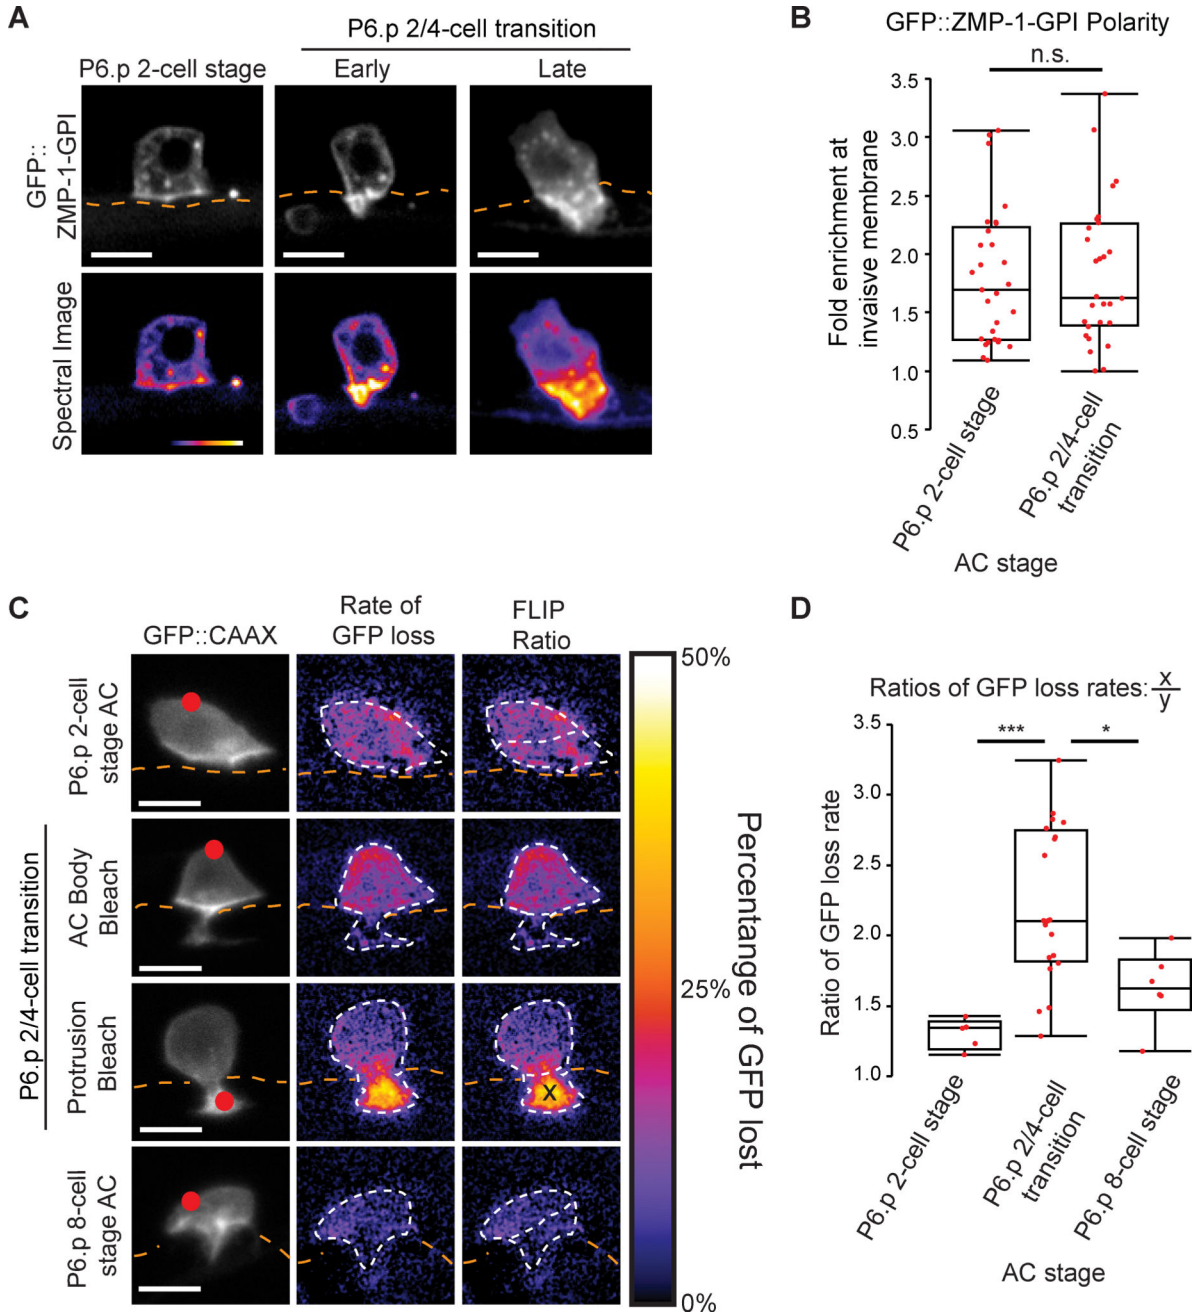 A
P6.p 2/4-cell transition
P6.p 2-cell stage
Early
Late
GFP::
ZMP-1-GPI
Spectral Image
B
GFP::ZMP-1-GPI Polarity
n.s.
3.5
3.0
2.5
2.0
1.5
1.0
0.5
Fold enrichment at
invaisve membrane
P6.p 2-cell stage
P6.p 2/4-cell
transition
AC stage
C
GFP::CAAX
Rate of
GFP loss
FLIP
Ratio
P6.p 2-cell
stage AC
P6.p 2/4-cell transition
AC Body
Bleach
Protrusion
Bleach
X
P6.p 8-cell
stage AC
50%
25%
0%
Percentange of GFP lost
D
Ratios of GFP loss rates: x
y
*** *
3.5
3.0
2.5
2.0
1.5
1.0
Ratio of GFP loss rate
P6.p 2-cell stage
P6.p 2/4-cell
transition
P6.p 8-cell stage
AC stage